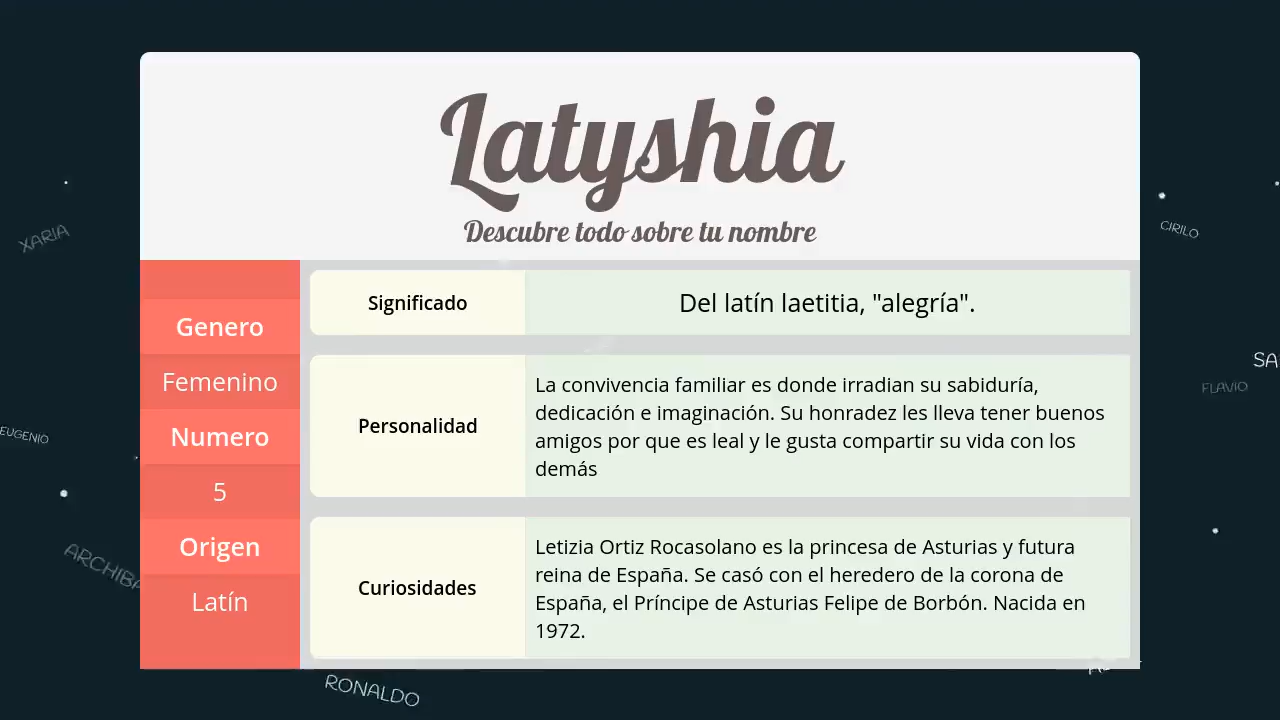 Latyshia
Descubre todo sobre tu nombre
XARIA
CIRILO
SA
FLAVIO
EUGENIO
ARCHIBA
RONALDO
Genero
Femenino
Numero
5
Origen
Latín
Significado
Del latín laetitia, "alegría".
Personalidad
La convivencia familiar es donde irradian su sabiduría,
dedicación e imaginación. Su honradez les lleva tener buenos
amigos por que es leal y le gusta compartir su vida con los
demás
Curiosidades
Letizia Ortiz Rocasolano es la princesa de Asturias y futura
reina de España. Se casó con el heredero de la corona de
España, el Príncipe de Asturias Felipe de Borbón. Nacida en
1972.